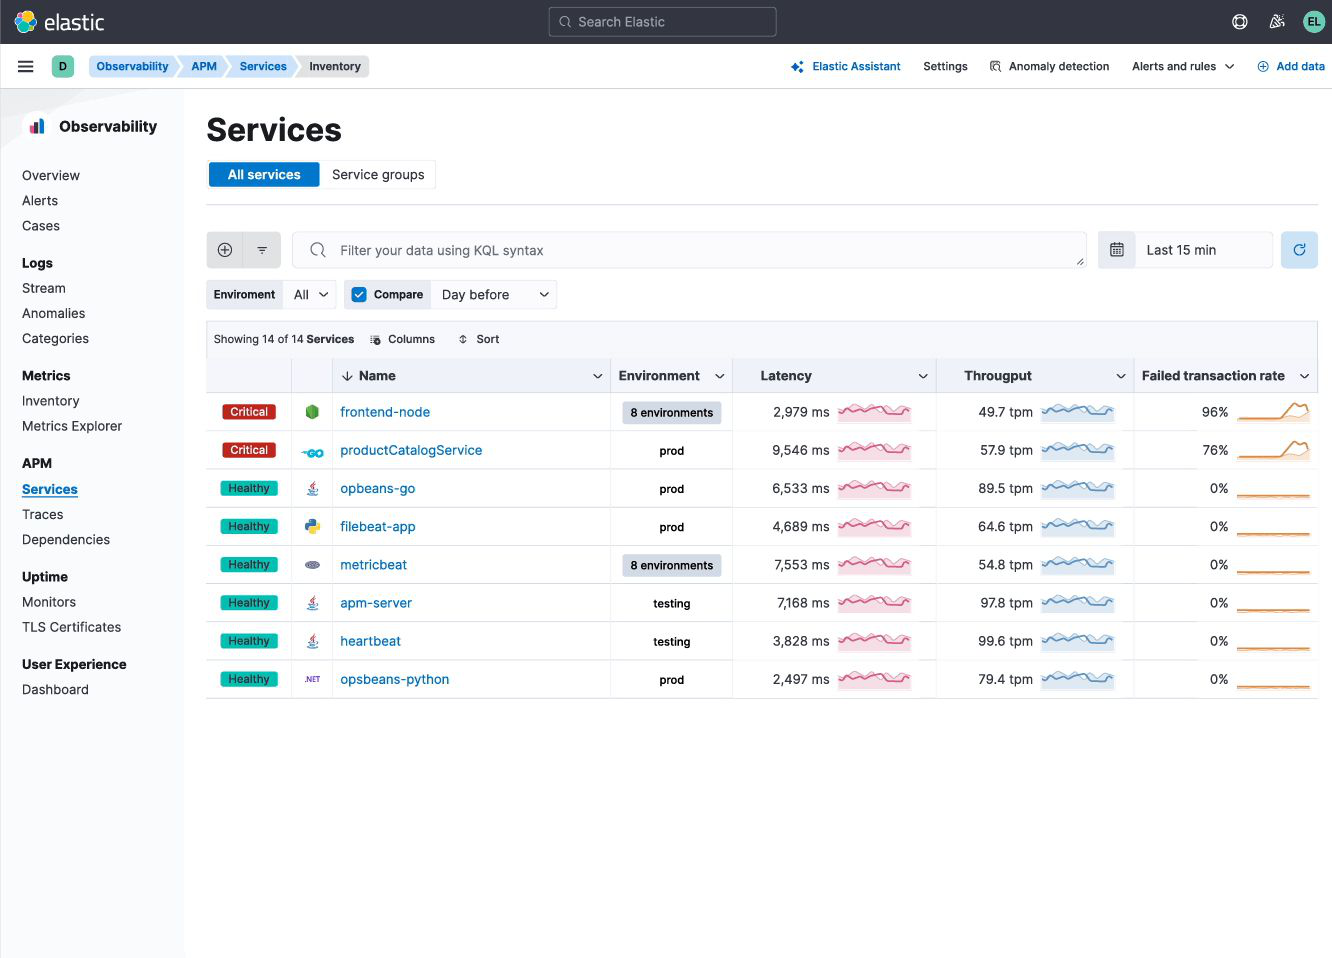 elastic
Search Elastic
EL
D
Observability
APM
Services
Inventory
Elastic Assistant
Settings
Anomaly detection
Alerts and rules
Add data
Observability
Overview
Alerts
Cases
Logs
Stream
Anomalies
Categories
Metrics
Inventory
Metrics Explorer
APM
Services
Traces
Dependencies
Uptime
Monitors
TLS Certificates
User Experience
Dashboard
Services
All services
Service groups
Filter your data using KQL syntax
Last 15 min
Enviroment All
Compare Day before
Showing 14 of 14 Services Columns Sort
Name Environment Latency Througput Failed transaction rate
Critical frontend-node 8 environments 2,979 ms 49.7 tpm 96%
Critical GO productCatalogService prod 9,546 ms 57.9 tpm 76%
Healthy opbeans-go prod 6,533 ms 89.5 tpm 0%
Healthy filebeat-app prod 4,689 ms 64.6 tpm 0%
Healthy metricbeat 8 environments 7,553 ms 54.8 tpm 0%
Healthy apm-server testing 7,168 ms 97.8 tpm 0%
Healthy heartbeat testing 3,828 ms 99.6 tpm 0%
Healthy .NET opsbeans-python prod 2,497 ms 79.4 tpm 0%